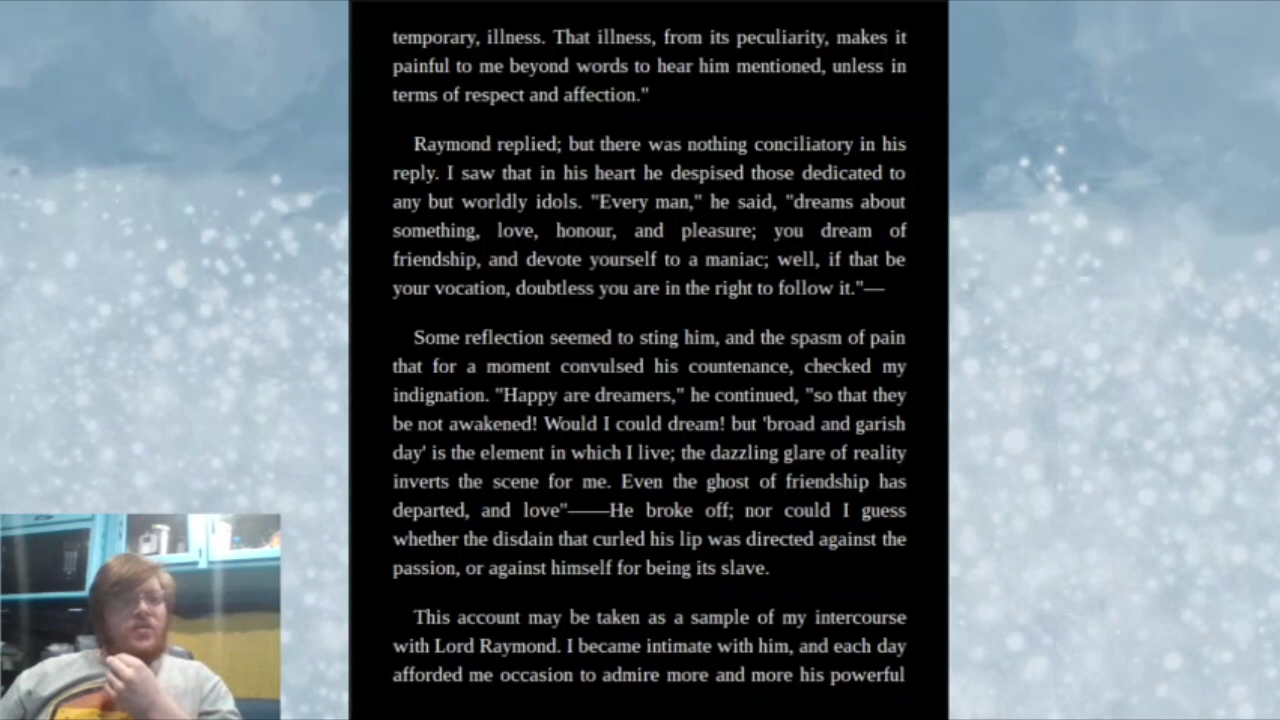 temporary, illness. That illness, from its peculiarity, makes it
painful to me beyond words to hear him mentioned, unless in
terms of respect and affection."
Raymond replied; but there was nothing conciliatory in his
reply. I saw that in his heart he despised those dedicated to
any but worldly idols. "Every man," he said, "dreams about
something, love, honour, and pleasure; you dream of
friendship, and devote yourself to a maniac; well, if that be
your vocation, doubtless you are in the right to follow it."—
Some reflection seemed to sting him, and the spasm of pain
that for a moment convulsed his countenance, checked my
indignation. "Happy are dreamers," he continued, "so that they
be not awakened! Would I could dream! but 'broad and garish
day' is the element in which I live; the dazzling glare of reality
inverts the scene for me. Even the ghost of friendship has
departed, and love"——He broke off; nor could I guess
whether the disdain that curled his lip was directed against the
passion, or against himself for being its slave.
This account may be taken as a sample of my intercourse
with Lord Raymond. I became intimate with him, and each day
afforded me occasion to admire more and more his powerful